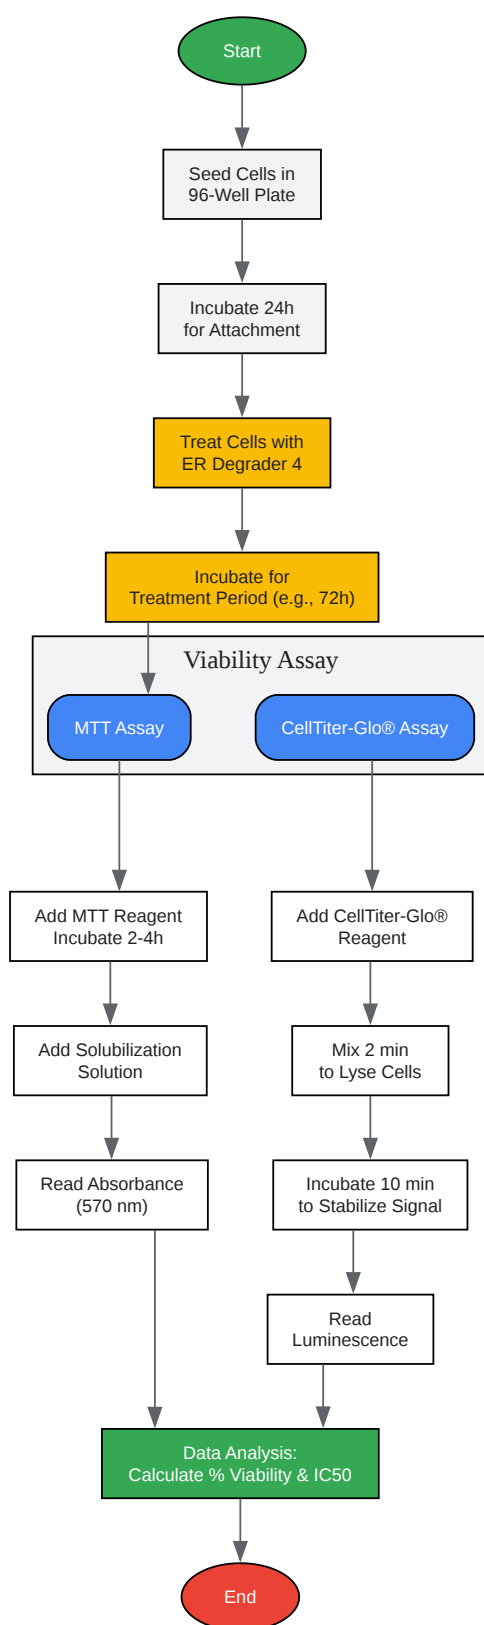 Start
Seed Cells in
96-Well Plate
Incubate 24h
for Attachment
Treat Cells with
ER Degrader 4
Incubate for
Treatment Period (e.g., 72h)
Viability Assay
MTT Assay
CellTiter-Glo® Assay
Add MTT Reagent
Incubate 2-4h
Add CellTiter-Glo®
Reagent
Add Solubilization
Solution
Mix 2 min
to Lyse Cells
Read Absorbance
(570 nm)
Incubate 10 min
to Stabilize Signal
Read
Luminescence
Data Analysis:
Calculate % Viability & IC50
End